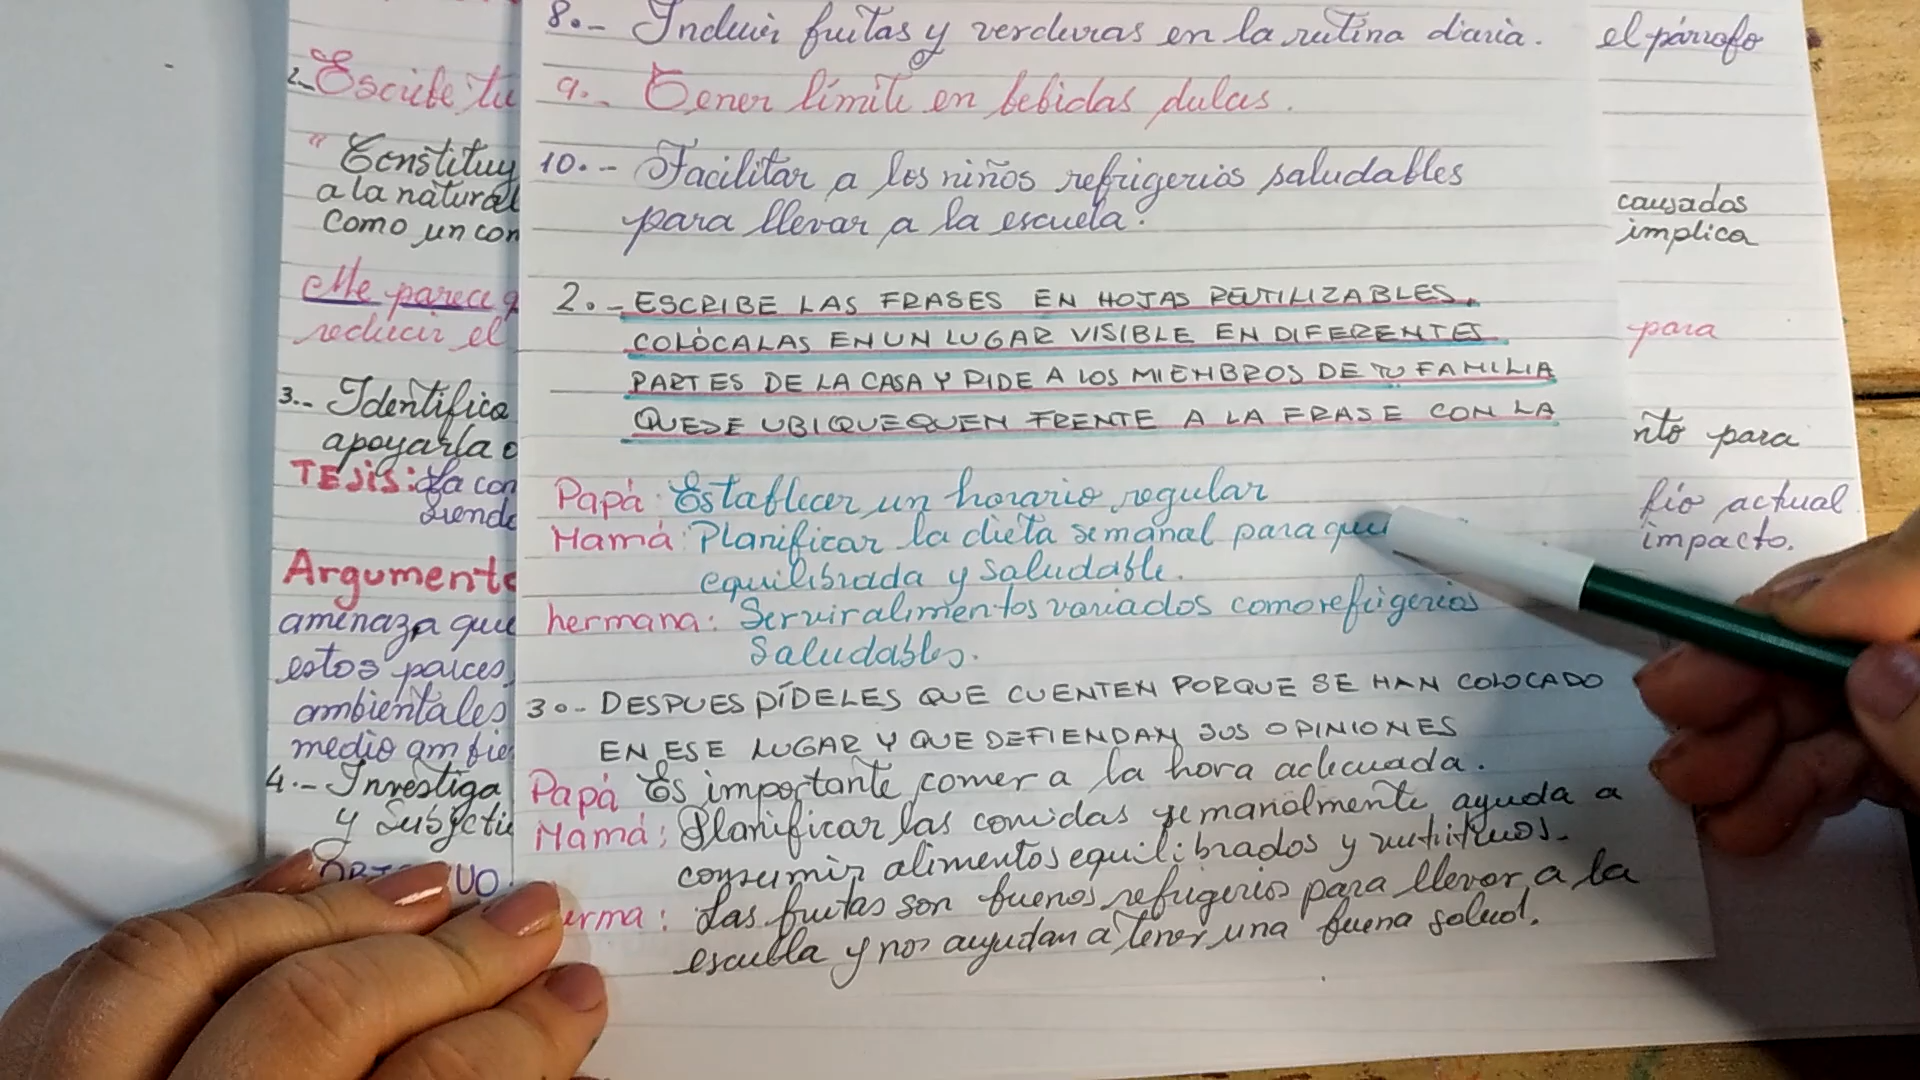 8.- Incluir frutas y verduras en la rutina diaria.
9.- Tener límite en bebidas dulces.
10.- Facilitar a los niños refrigerios saludables
para llevar a la escuela.
2.- ESCRIBE LAS FRASES EN HOJAS REUTILIZABLES.
COLÓCALAS EN UN LUGAR VISIBLE EN DIFERENTES
PARTES DE LA CASA Y PIDE A LOS MIEMBROS DE TU FAMILIA
QUE SE UBIQUEQUEN FRENTE A LA FRASE CON LA
Papá: Establecer un horario regular
Mamá: Planificar la dieta semanal para que
equilibrada y saludable.
hermana: Servir alimentos variados como refrigerios
saludables.
3.- DESPUES PÍDELES QUE CUENTEN PORQUE SE HAN COLOCADO
EN ESE LUGAR Y QUE DEFIENDAN SUS OPINIONES
Papá Es importante comer a la hora adecuada.
Mamá: Planificar las comidas semanalmente ayuda a
consumir alimentos equilibrados y nutritivos.
erma: Las frutas son buenos refrigerios para llevar a la
escuela y nos ayudan a tener una buena salud.
2.- Escribe tu
"Constituy
a la natural
como un con
Me parece q
reducir el
3.- Identifica
apoyarla o
TESIS: La con
siendo
Argumento
amenaza que
estos países,
ambientales
medio ambie
4.- Investiga
y subjeti
UO
el párrafo
causados
implica
para
nto para
fío actual
impacto.